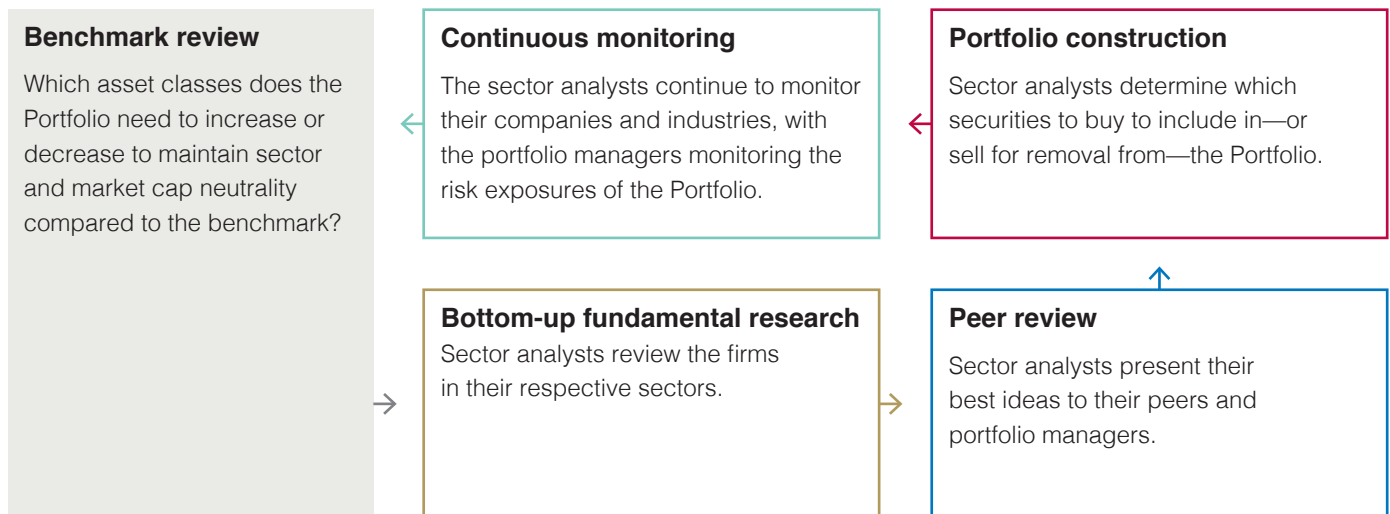 Benchmark review
Which asset classes does the
Portfolio need to increase or
decrease to maintain sector
and market cap neutrality
compared to the benchmark?
Continuous monitoring
The sector analysts continue to monitor
their companies and industries, with
the portfolio managers monitoring the
risk exposures of the Portfolio.
Portfolio construction
Sector analysts determine which
securities to buy to include in—or
sell for removal from—the Portfolio.
Bottom-up fundamental research
Sector analysts review the firms
in their respective sectors.
Peer review
Sector analysts present their
best ideas to their peers and
portfolio managers.